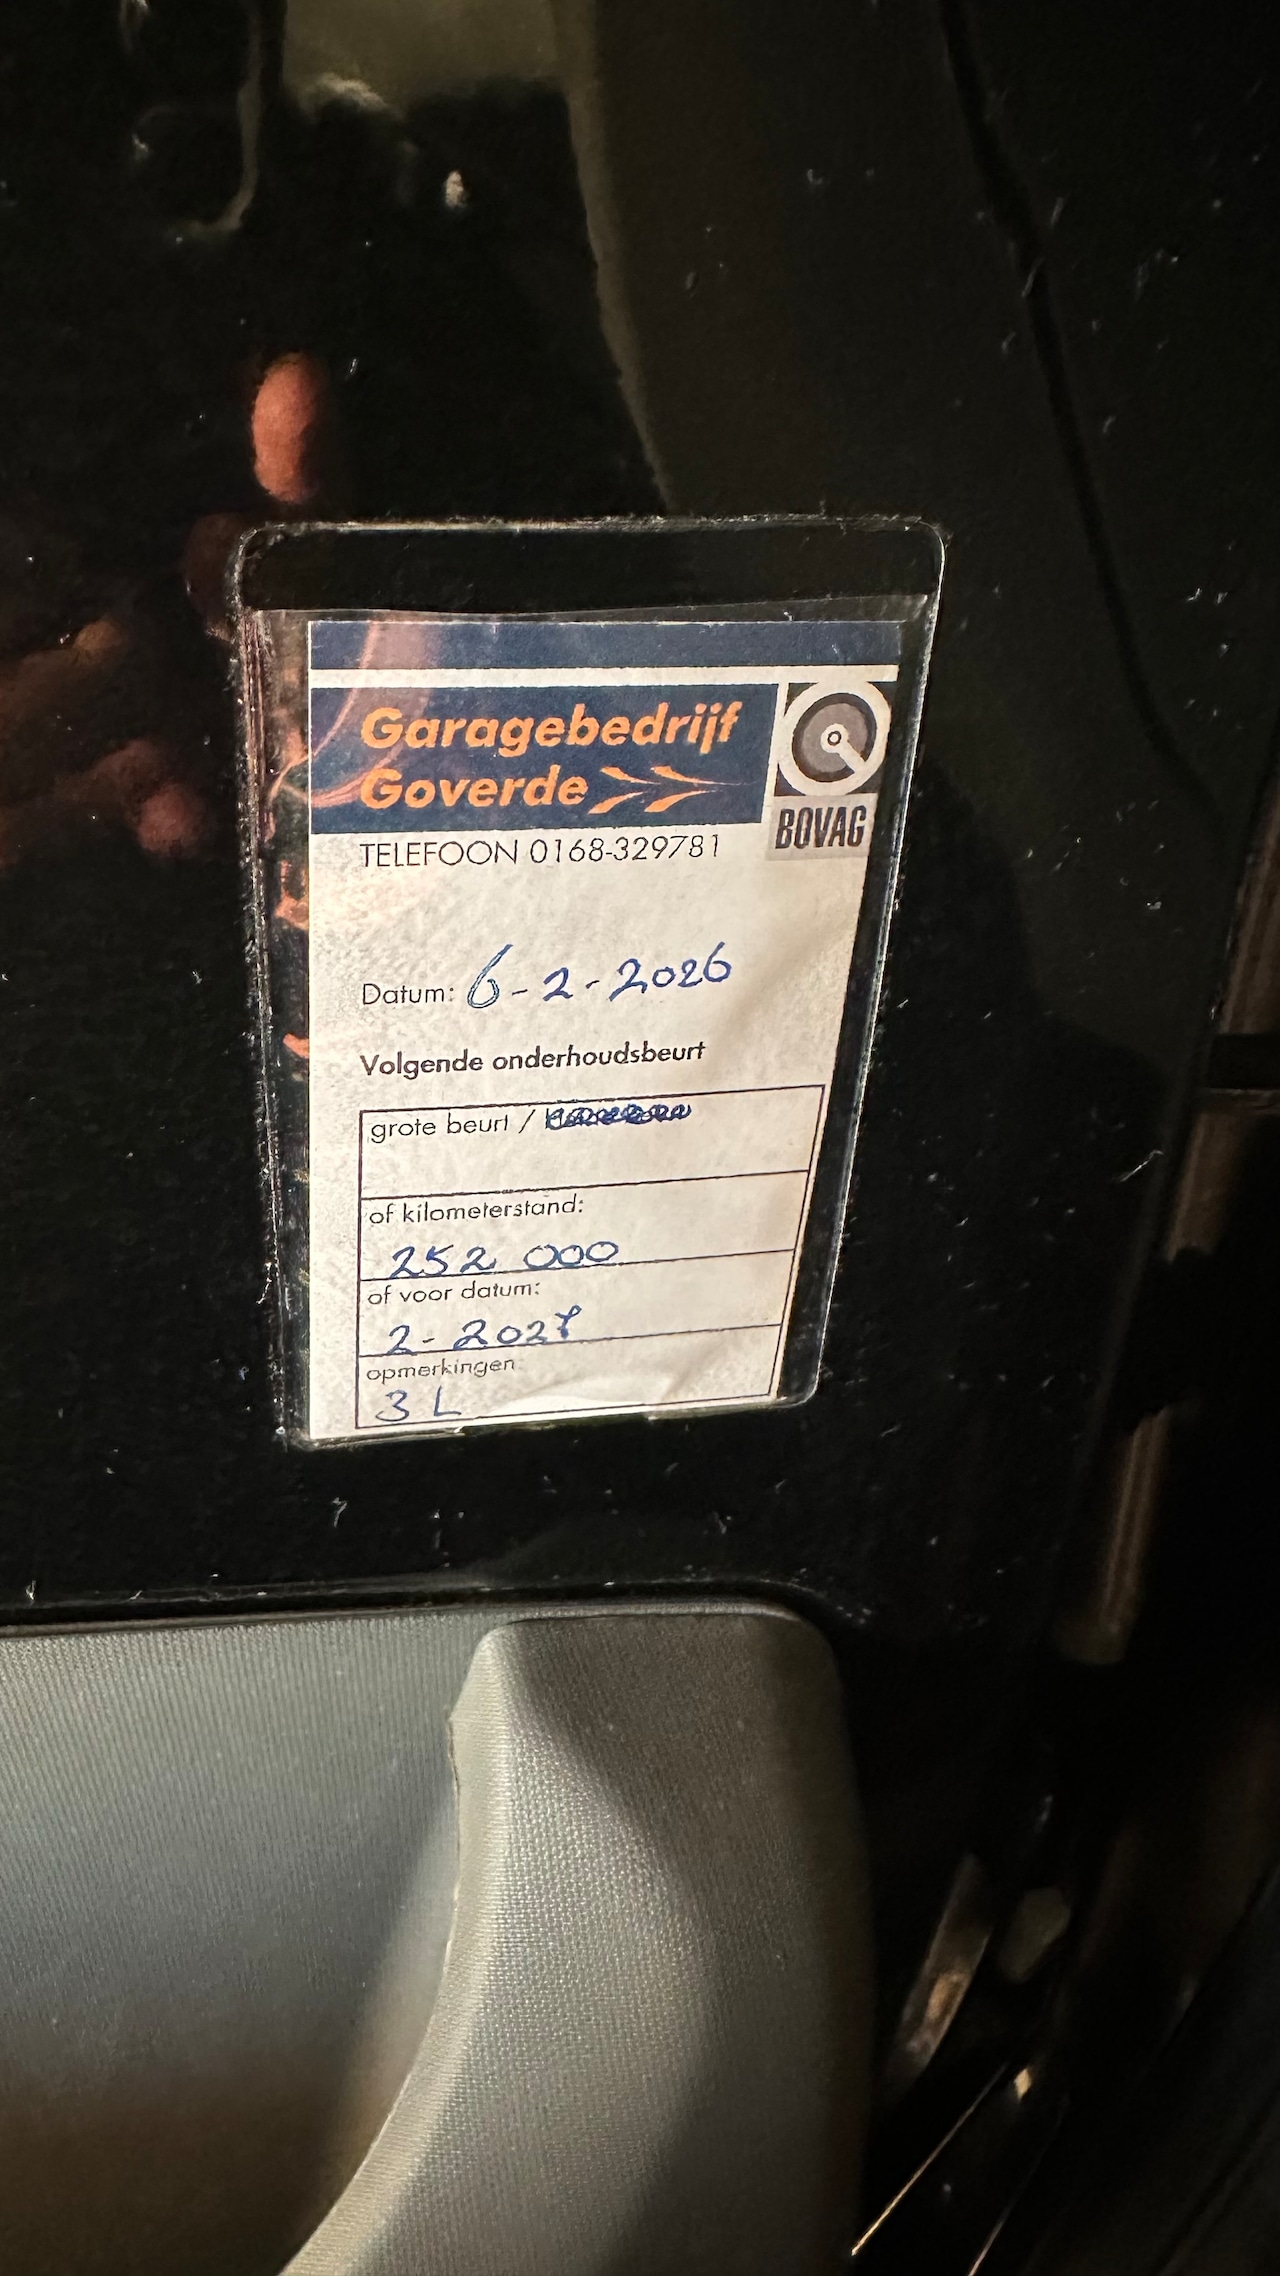 Garagebedrijf
Goverde
BOVAG
TELEFOON 0168-329781
Datum: 6-2-2026
Volgende onderhoudsbeurt
grote beurt /
of kilometerstand:
252 000
of voor datum:
2-2027
opmerkingen:
3 L